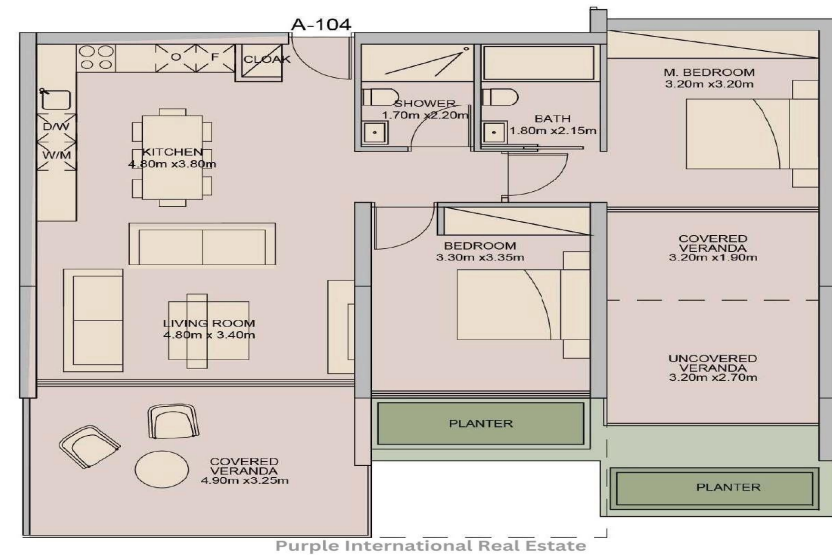 A-104
O F CLOAK
M. BEDROOM
3.20m x3.20m
SHOWER
1.70m x2.20m
BATH
1.80m x2.15m
D/W
W/M
KITCHEN
4.80m x3.80m
BEDROOM
3.30m x3.35m
COVERED
VERANDA
3.20m x1.90m
LIVING ROOM
4.80m x 3.40m
UNCOVERED
VERANDA
3.20m x2.70m
PLANTER
COVERED
VERANDA
4.90m x3.25m
PLANTER
Purple International Real Estate